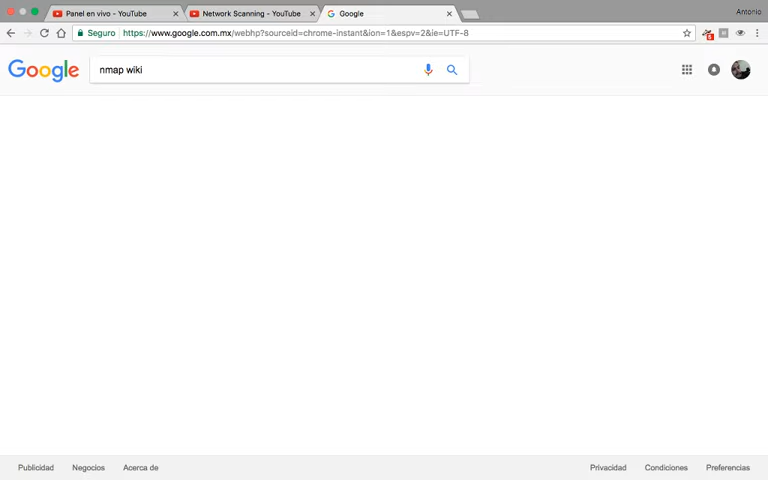 Panel en vivo - YouTube
Network Scanning - YouTube
Google
Antonio
Seguro
https://www.google.com.mx/webhp?sourceid=chrome-instant&ion=1&espv=2&ie=UTF-8
Google
nmap wiki
Publicidad Negocios Acerca de
Privacidad Condiciones Preferencias